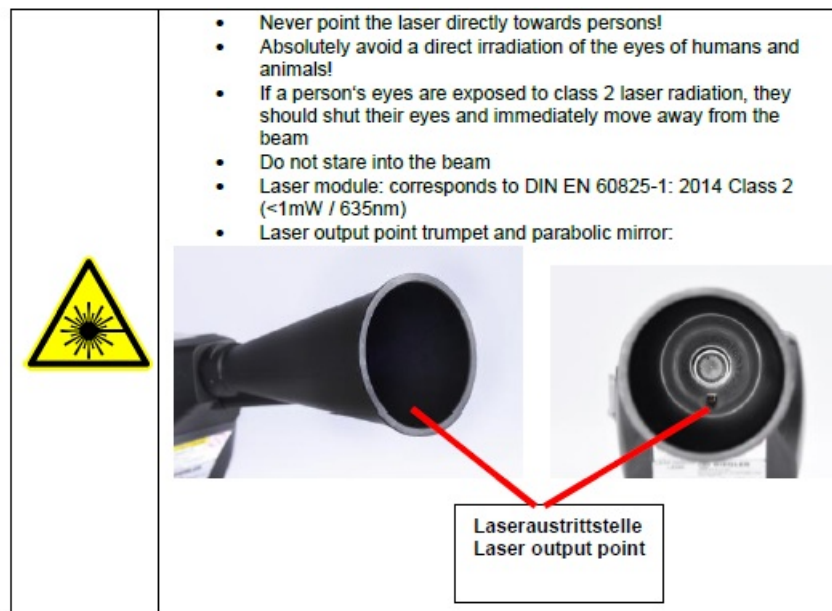 • Never point the laser directly towards persons!
• Absolutely avoid a direct irradiation of the eyes of humans and
animals!
• If a person's eyes are exposed to class 2 laser radiation, they
should shut their eyes and immediately move away from the
beam
• Do not stare into the beam
• Laser module: corresponds to DIN EN 60825-1: 2014 Class 2
(<1mW / 635nm)
• Laser output point trumpet and parabolic mirror:
Laseraustrittstelle
Laser output point